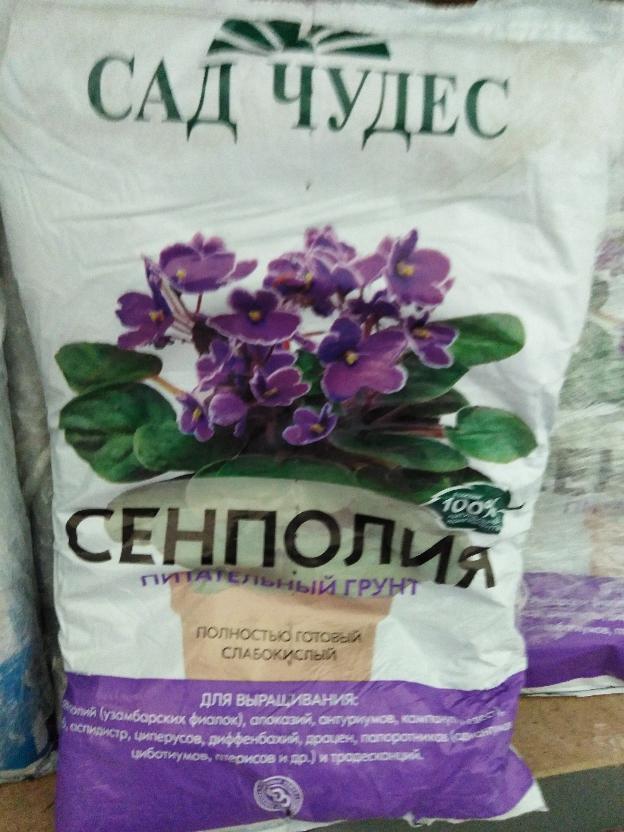 САД ЧУДЕС
100%
СЕНПОЛИЯ
ПИТАТЕЛЬНЫЙ ГРУНТ
ПОЛНОСТЬЮ ГОТОВЫЙ
СЛАБОКИСЛЫЙ
ДЛЯ ВЫРАЩИВАНИЯ:
(узамбарских фиалок), алоказий, антуриумов,
аспидистр, циперусов, диффенбахий, драцен, папоротников
циботиумов, птерисов и др.) и традесканций.